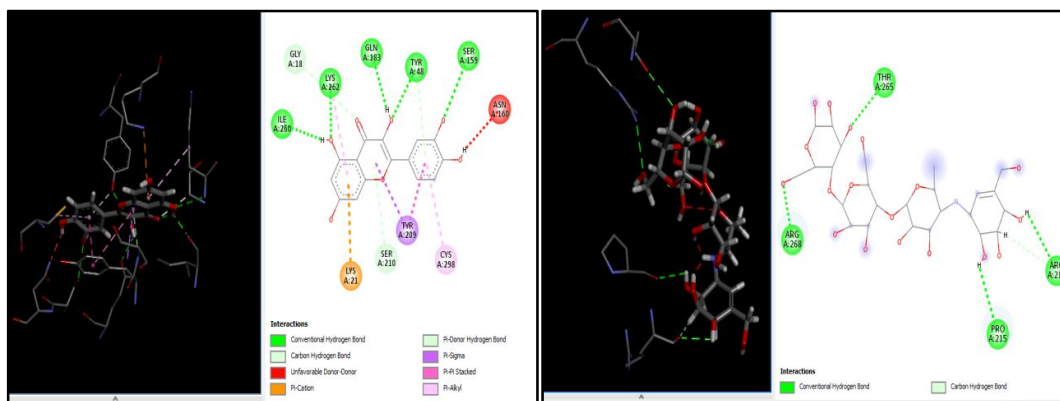 GLY
A:18
LYS
A:262
GLN
A:183
TYR
A:48
SER
A:159
ASN
A:160
ILE
A:260
H
H
H
TYR
A:209
LYS
A:21
SER
A:210
CYS
A:298
Interactions
Conventional Hydrogen Bond
Carbon Hydrogen Bond
Unfavorable Donor-Donor
Pi-Cation
Pi-Donor Hydrogen Bond
Pi-Sigma
Pi-Pi Stacked
Pi-Alkyl
THR
A:265
ARG
A:268
H
H
H
PRO
A:215
Interactions
Conventional Hydrogen Bond
Carbon Hydrogen Bond